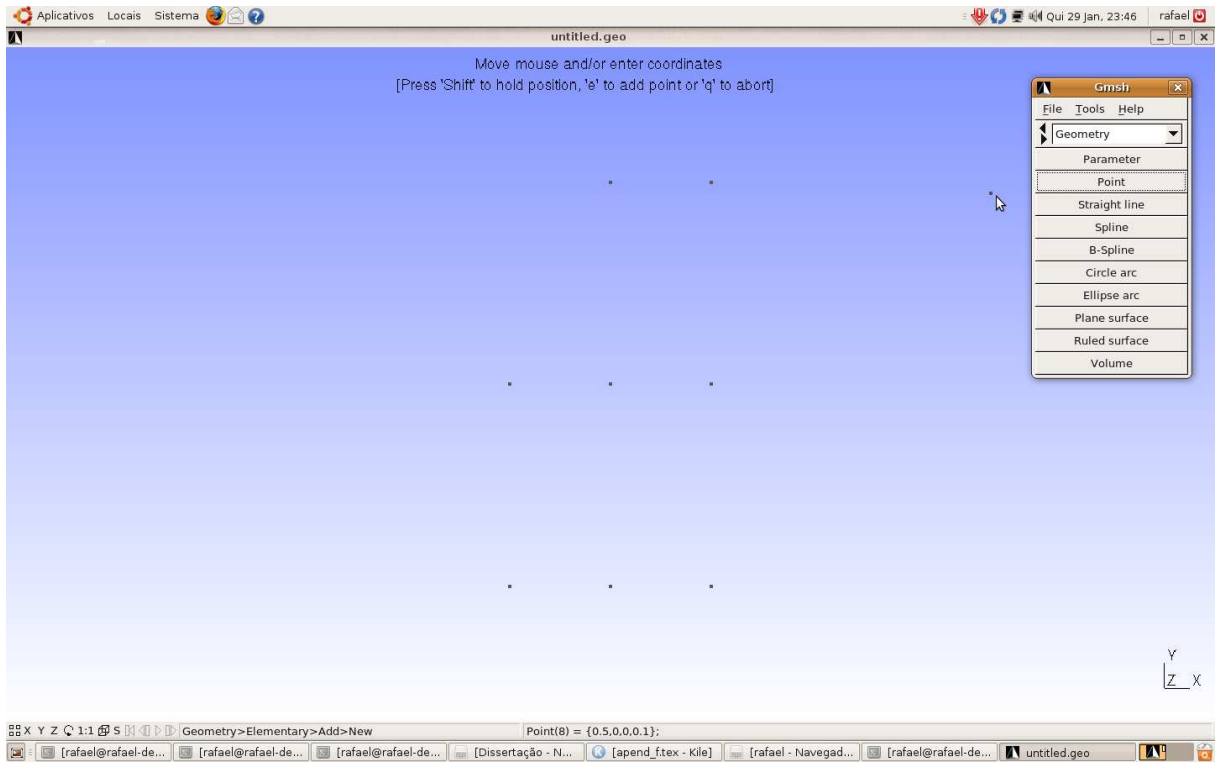 Aplicativos Locais Sistema Qui 29 Jan, 23:46 rafael
untitled.geo
Move mouse and/or enter coordinates
[Press 'Shift' to hold position, 'e' to add point or 'q' to abort]
Gmsh
File Tools Help
Geometry
Parameter
Point
Straight line
Spline
B-Spline
Circle arc
Ellipse arc
Plane surface
Ruled surface
Volume
Y
Z X
X Y Z 1:1 S Geometry>Elementary>Add>New Point(8) = {0.5,0,0,0.1};
[rafael@rafael-de... [rafael@rafael-de... [rafael@rafael-de... [Dissertação - N... [apend_f.tex - Kile] [rafael - Navegad... [rafael@rafael-de... untitled.geo